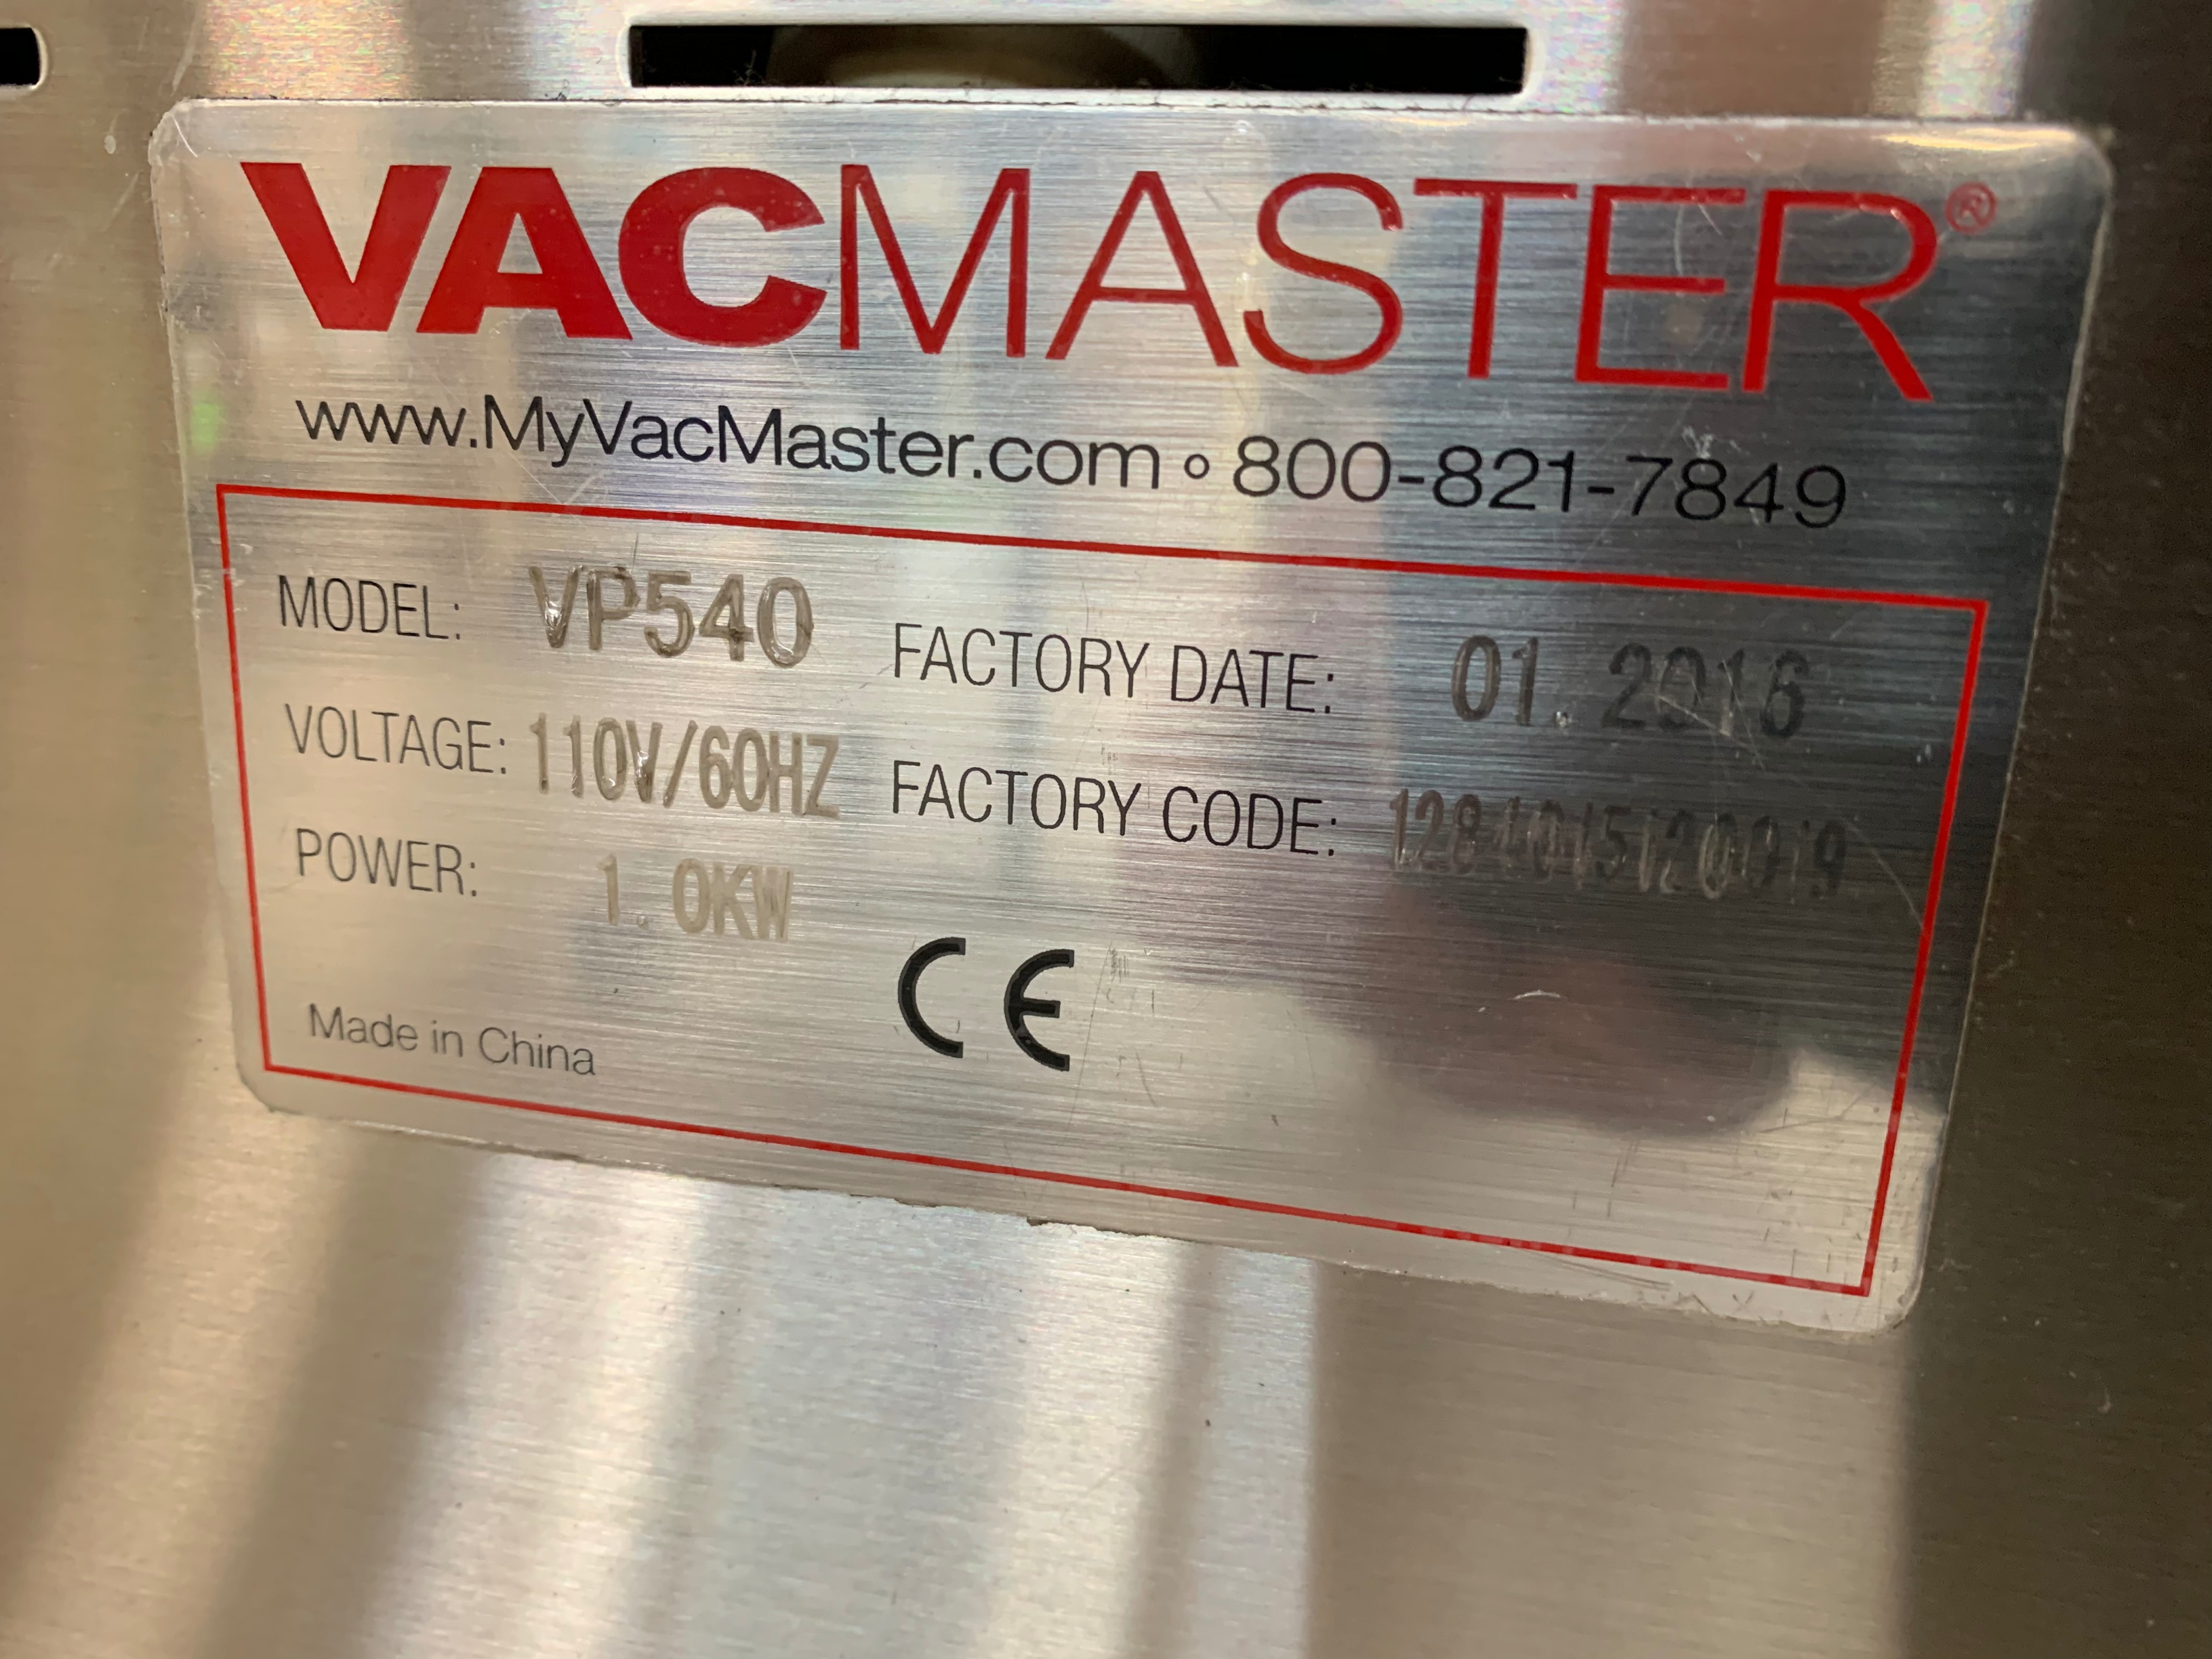 VACMASTER®
www.MyVacMaster.com ∘ 800-821-7849
MODEL: VP540 FACTORY DATE: 01.2016
VOLTAGE: 110V/60HZ FACTORY CODE:
POWER: 1.0KW
CE
Made in China